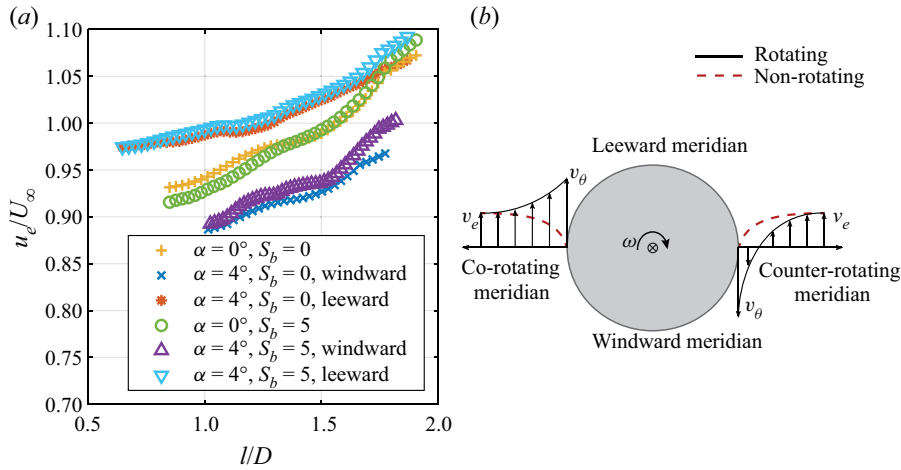 (a)
1.10
1.05
1.00
0.95
0.90
0.85
0.80
0.75
0.70
u_e/U_∞
0.5
1.0
1.5
2.0
l/D
α = 0°, S_b = 0
α = 4°, S_b = 0, windward
α = 4°, S_b = 0, leeward
α = 0°, S_b = 5
α = 4°, S_b = 5, windward
α = 4°, S_b = 5, leeward
(b)
Rotating
Non-rotating
Leeward meridian
v_θ
v_e
ω
v_e
Co-rotating
meridian
Counter-rotating
meridian
v_θ
Windward meridian